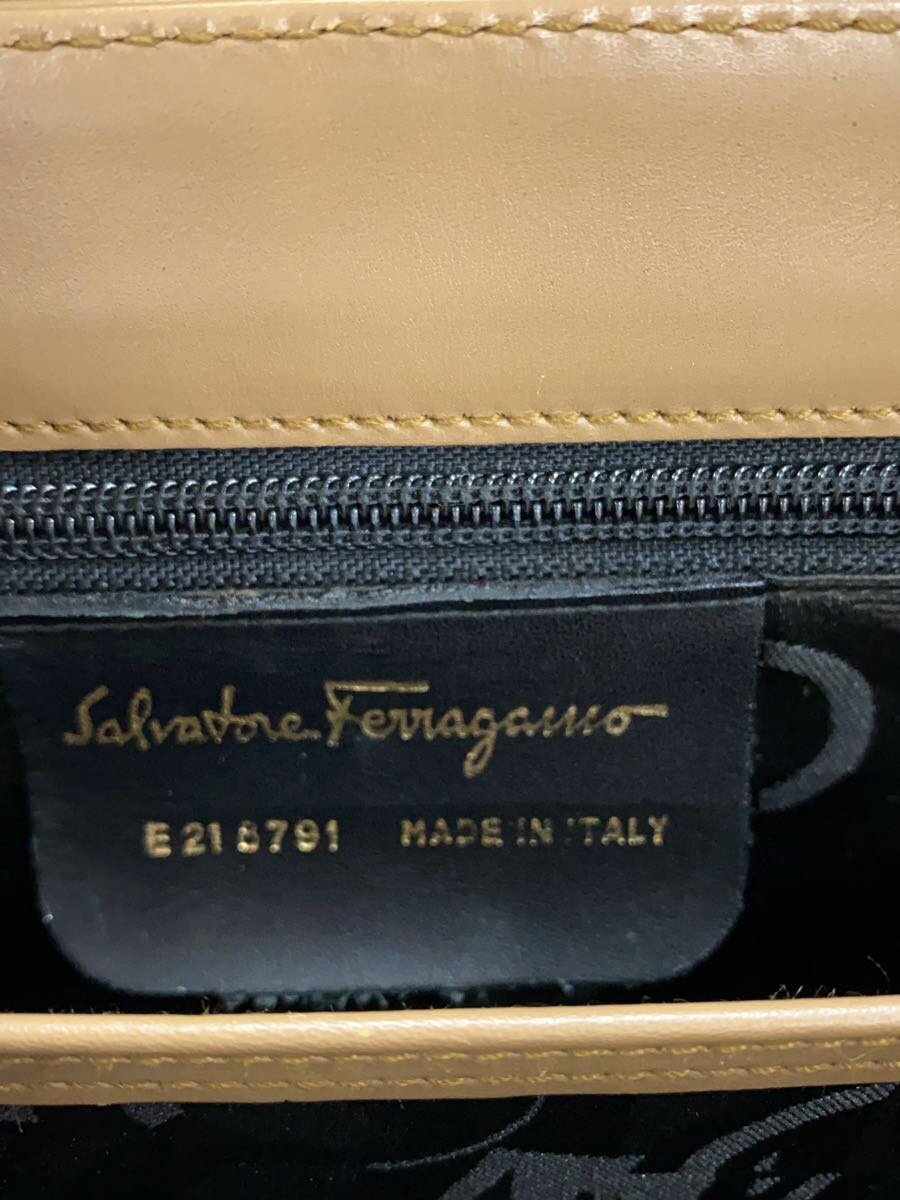 Salvatore Ferragamo
E21 8791 MADE IN ITALY